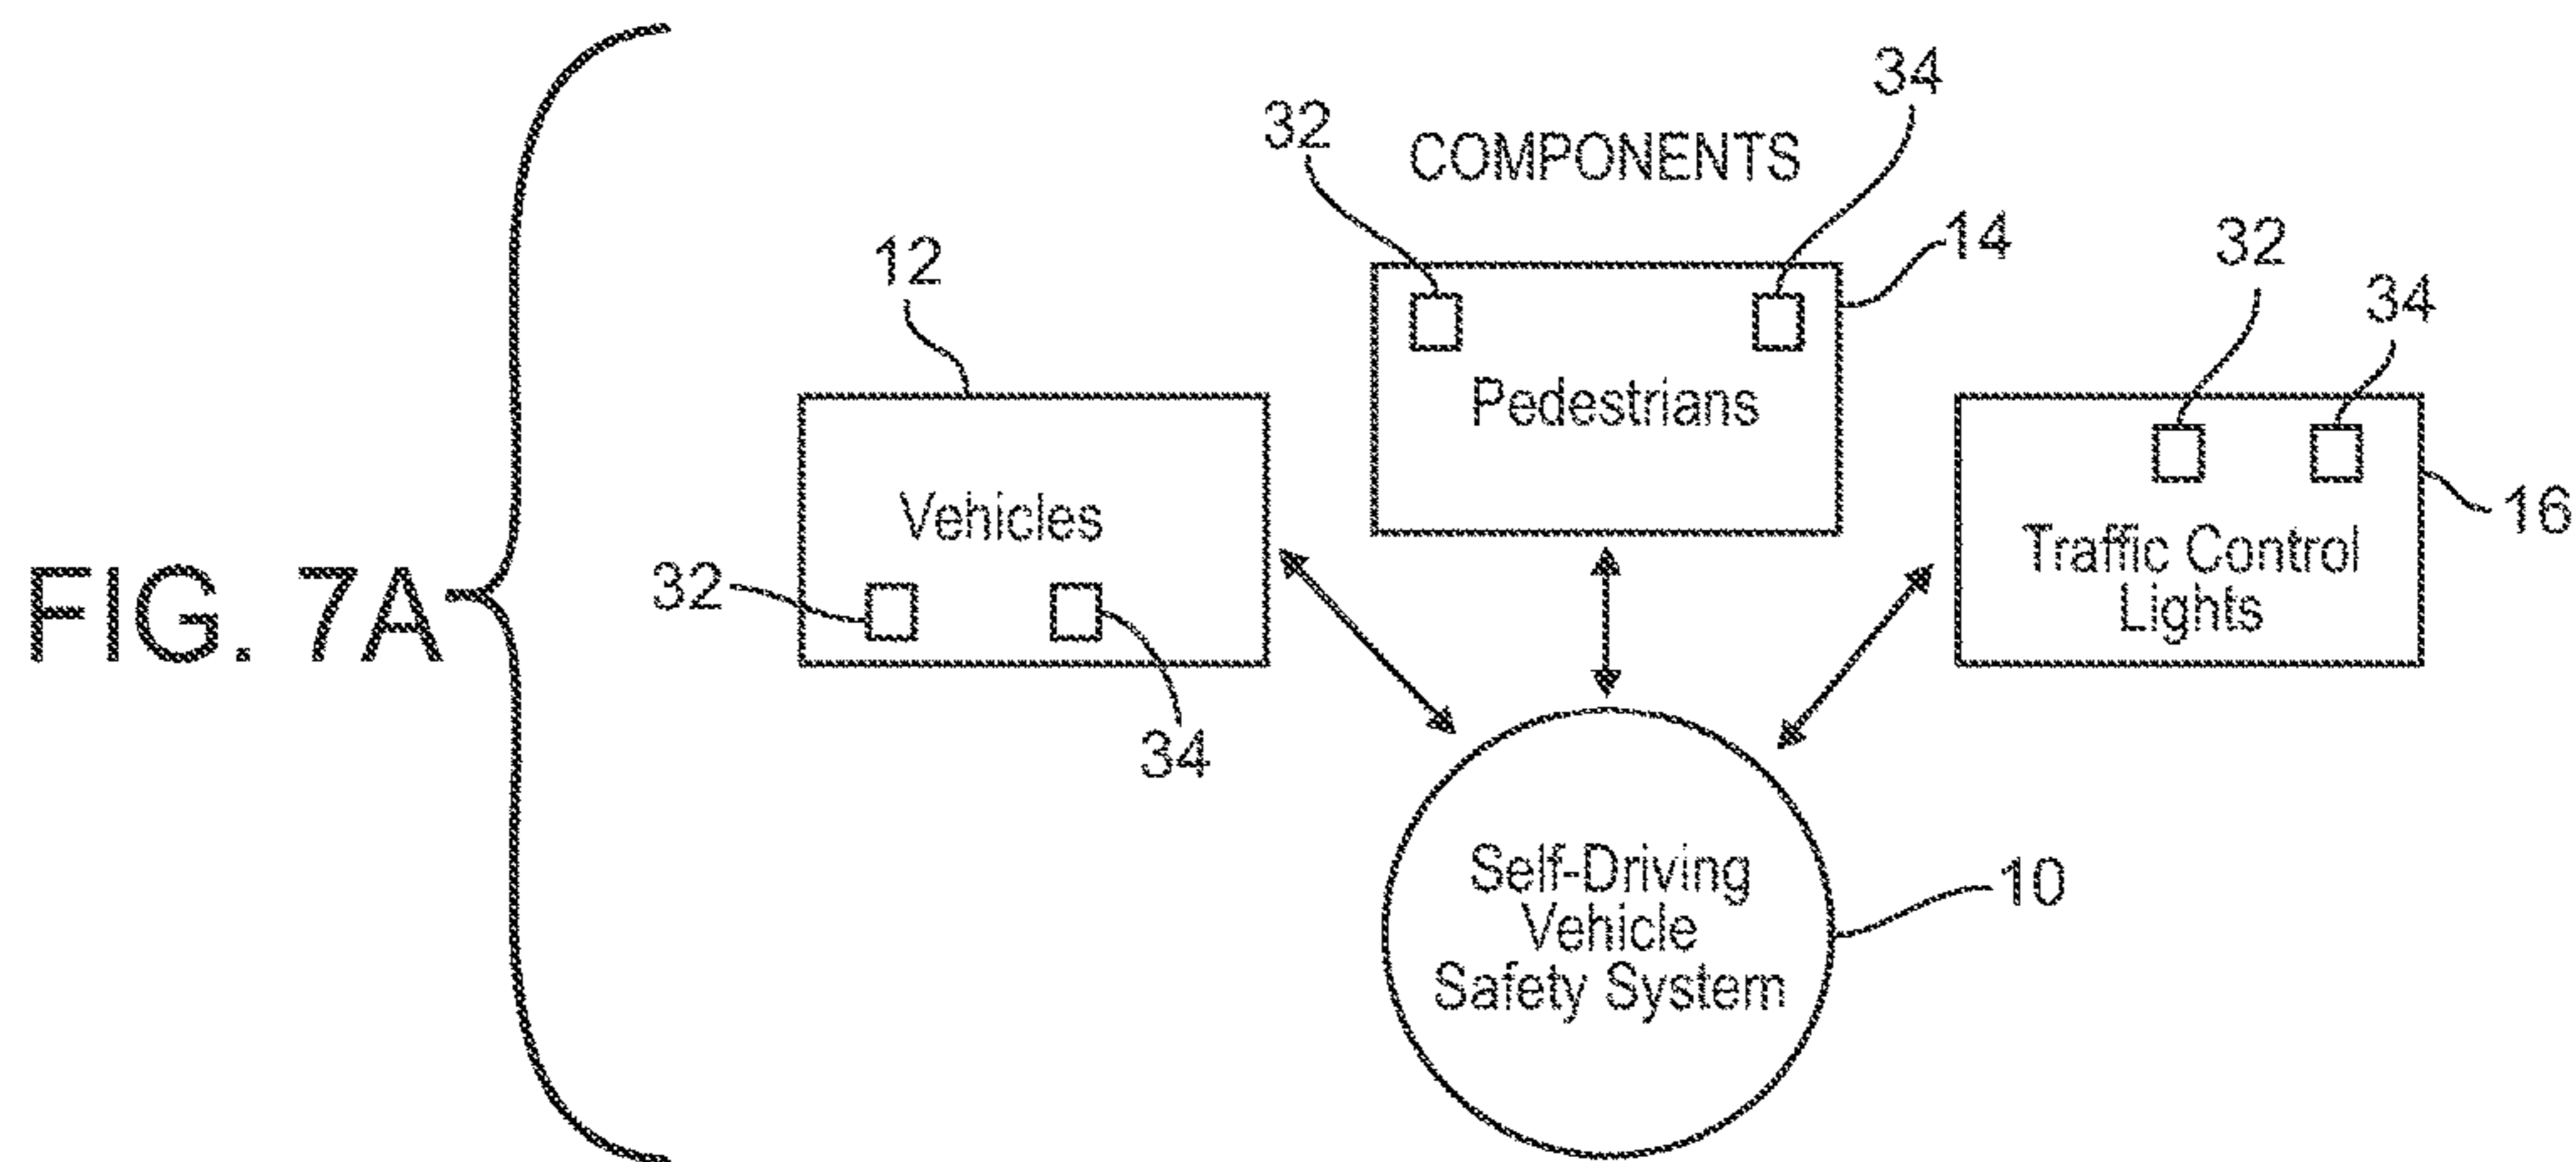 34
32
COMPONENTS
14
32
12
34
Pedestrians
Vehicles
16
Traffic Control
Lights
32
FIG. 7A
34
Self-Driving
Vehicle
Safety System
10